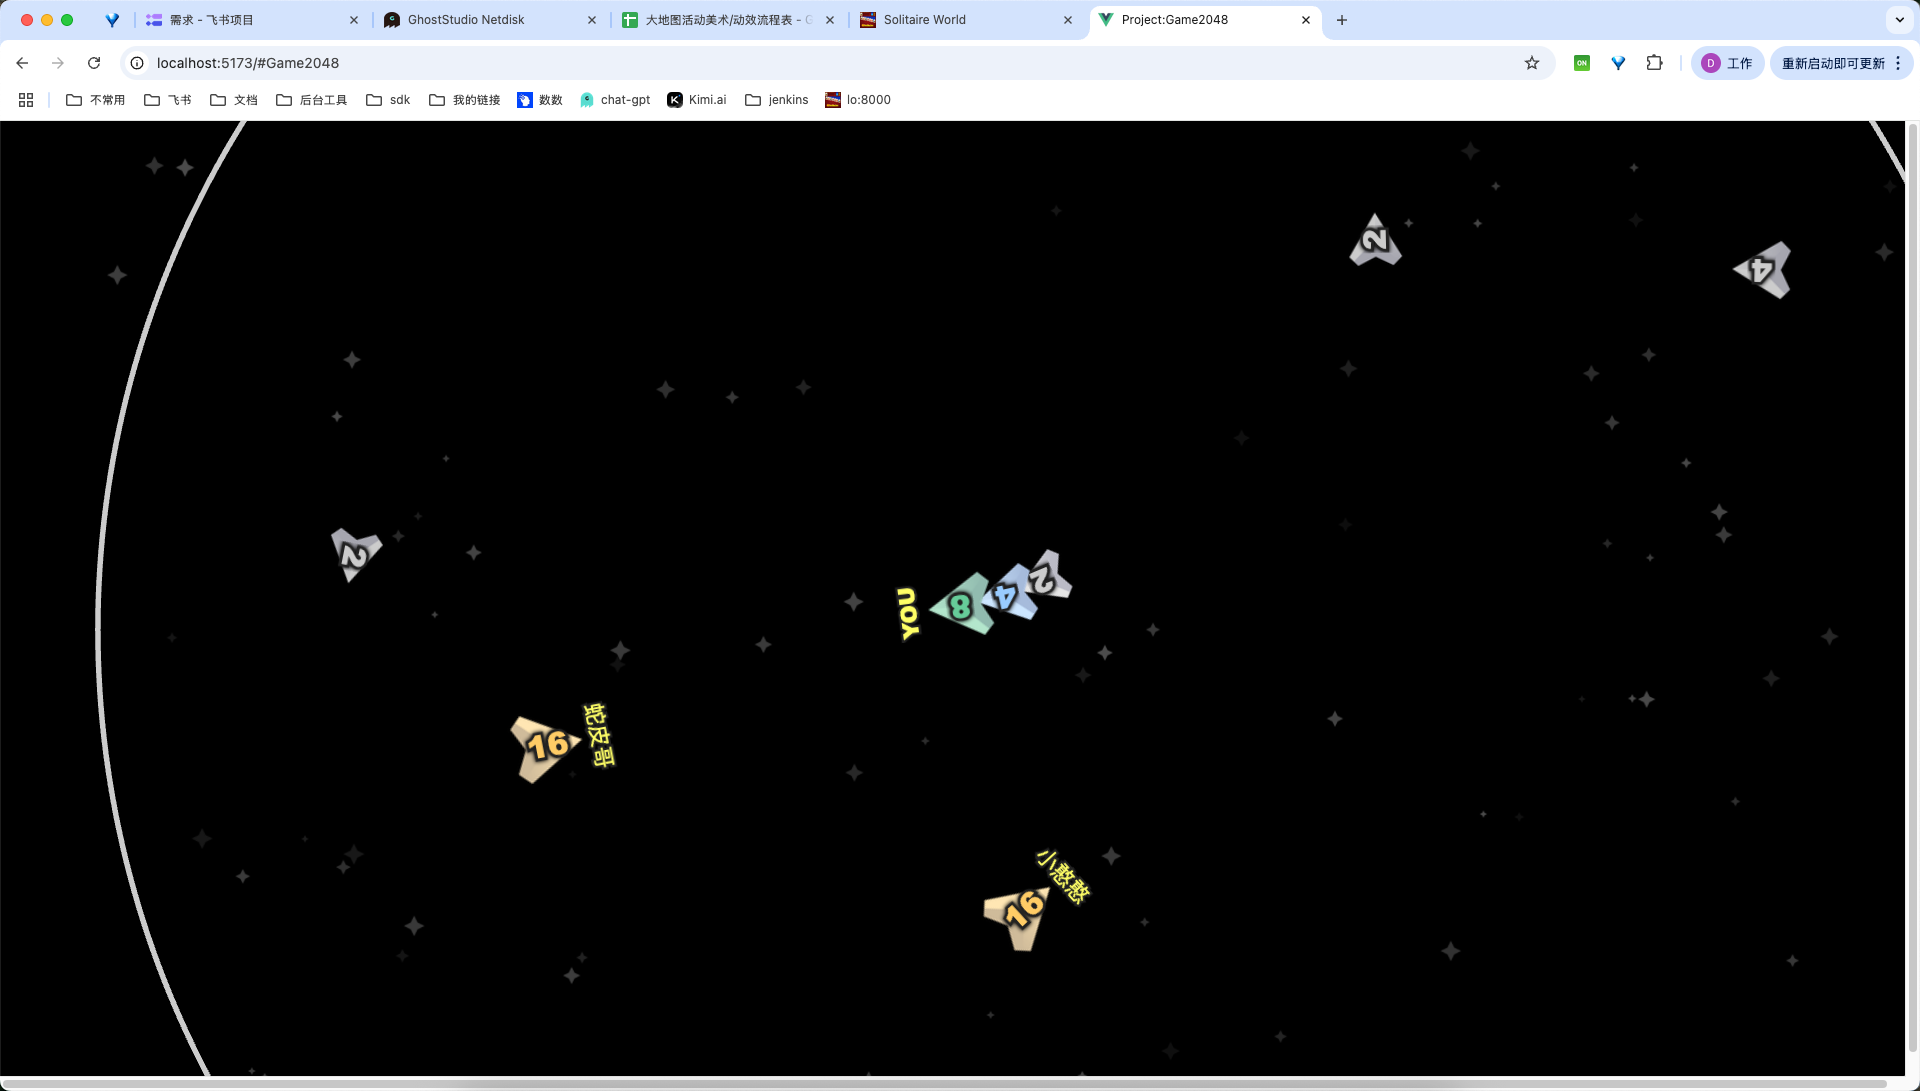 需求 - 飞书项目
GhostStudio Netdisk
大地图活动美术/动效流程表 - G
Solitaire World
Project:Game2048
localhost:5173/#Game2048
ON
D
工作
重新启动即可更新
不常用
飞书
文档
后台工具
sdk
我的链接
数数
chat-gpt
K
Kimi.ai
jenkins
lo:8000
2
4
2
YOU
8
4
2
16
蛇皮哥
小憨憨
16